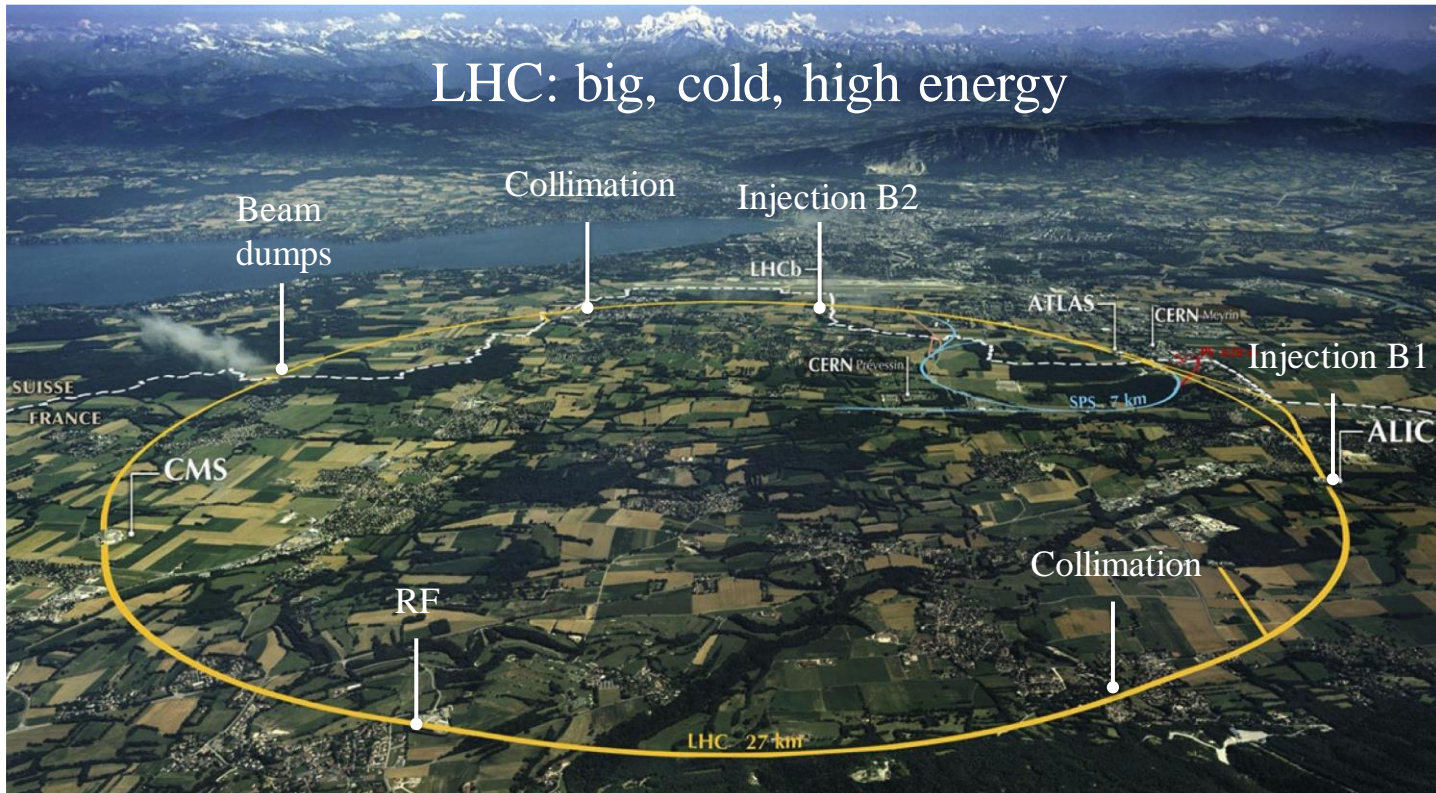 LHC: big, cold, high energy
Collimation
Injection B2
Beam
dumps
LHCb
ATLAS
CERN Meyrin
Injection B1
CERN Prévessin
SUISSE
FRANCE
SPS 7 km
ALIC
CMS
Collimation
RF
LHC 27 km